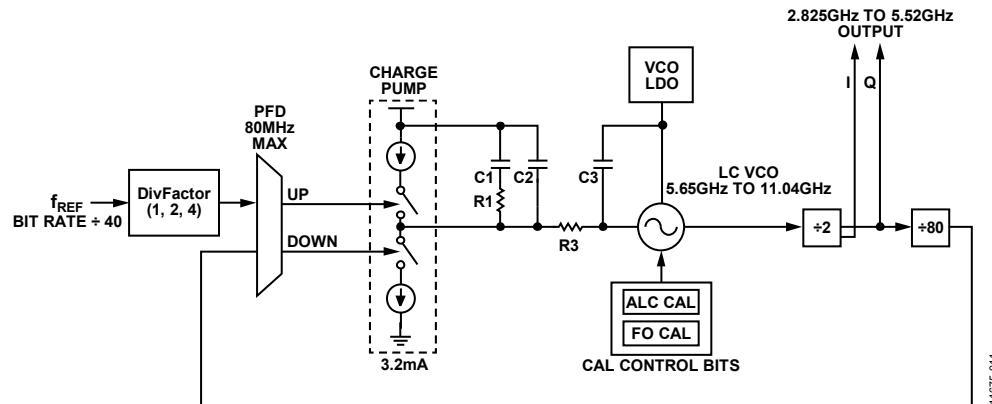 2.825GHz TO 5.52GHz
OUTPUT
I
Q
VCO
LDO
CHARGE
PUMP
PFD
80MHz
MAX
C1
C2
C3
LC VCO
5.65GHz TO 11.04GHz
fREF
BIT RATE ÷ 40
DivFactor
(1, 2, 4)
UP
R1
DOWN
R3
÷2
÷80
ALC CAL
FO CAL
3.2mA
CAL CONTROL BITS